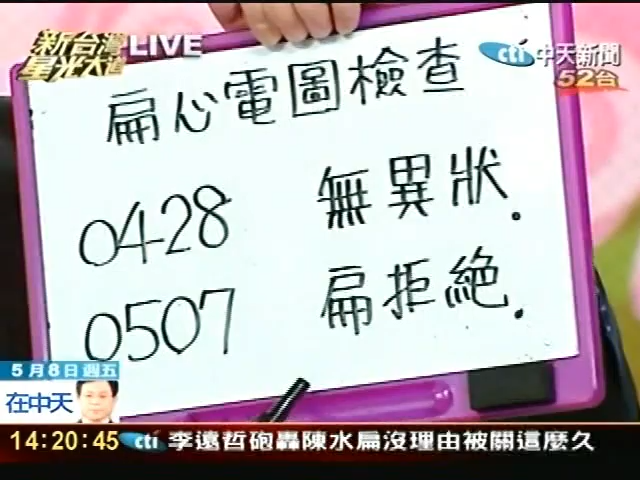 新台灣星光大道 LIVE
cti 中天新聞
52台
扁心電圖檢查
0428 無異狀.
0507 扁拒絕.
5月8日週五
在中天
14:20:45 cti 李遠哲砲轟陳水扁沒理由被關這麼久